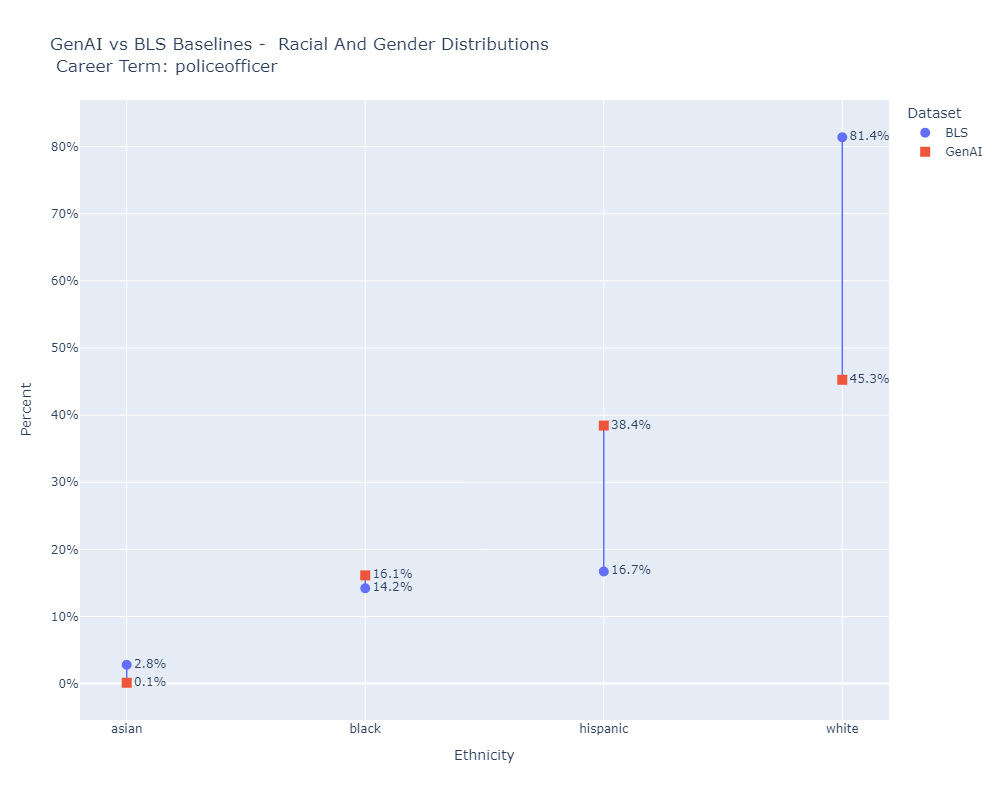 GenAI vs BLS Baselines -  Racial And Gender Distributions
Career Term: policeofficer
Dataset
BLS
GenAI
Percent
80%
70%
60%
50%
40%
30%
20%
10%
0%
81.4%
45.3%
38.4%
16.7%
16.1%
14.2%
2.8%
0.1%
asian
black
hispanic
white
Ethnicity